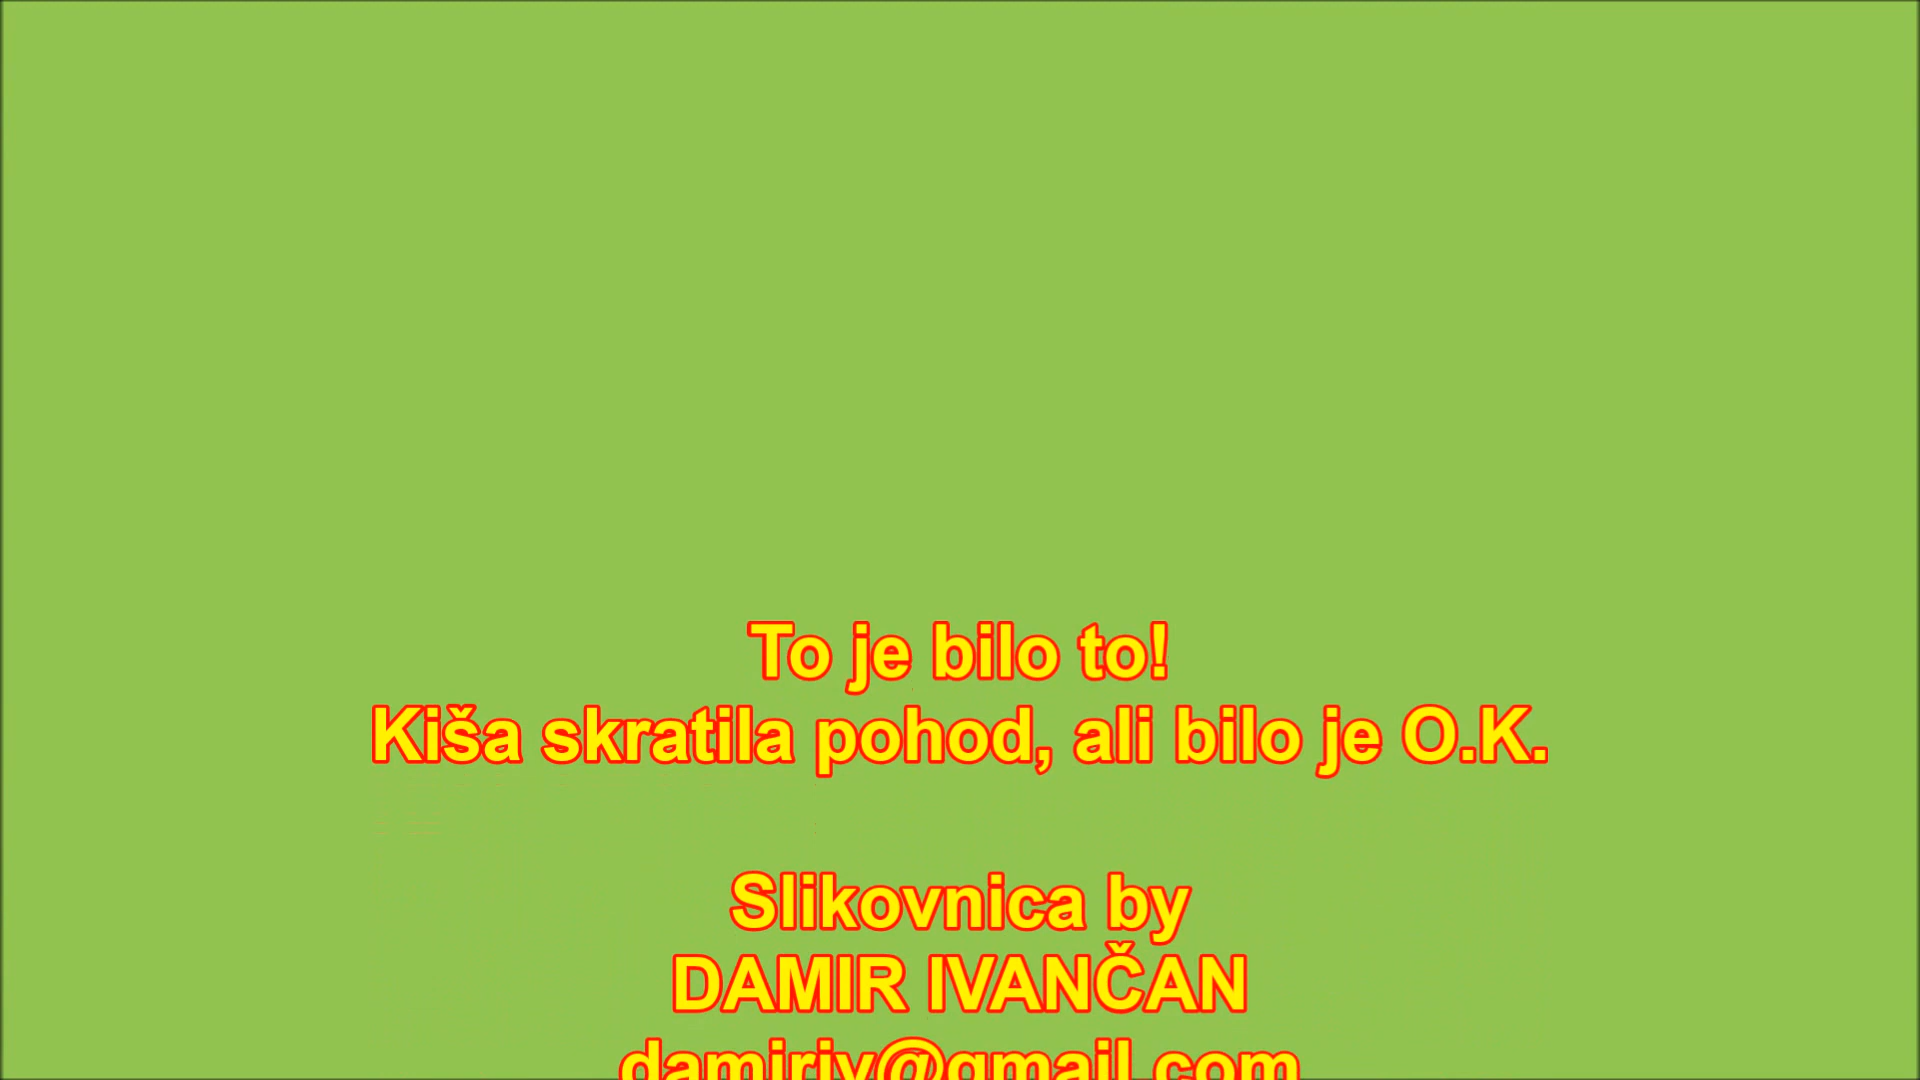 To je bilo to!
Kiša skratila pohod, ali bilo je O.K.
Slikovnica by
DAMIR IVANČAN
damiriv@gmail.com